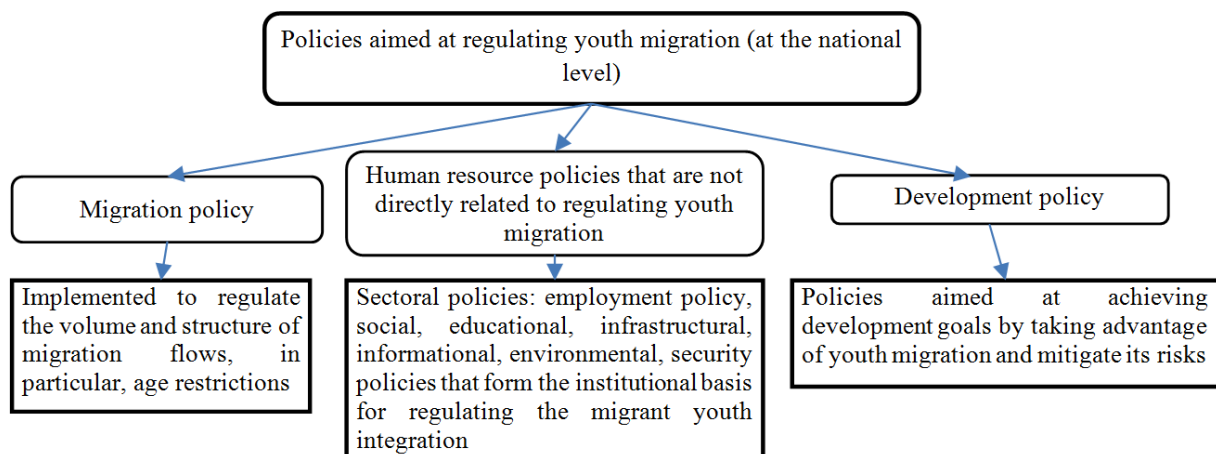 Policies aimed at regulating youth migration (at the national
level)
Migration policy
Human resource policies that are not
directly related to regulating youth
migration
Development policy
Implemented to regulate
the volume and structure of
migration flows, in
particular, age restrictions
Sectoral policies: employment policy,
social, educational, infrastructural,
informational, environmental, security
policies that form the institutional basis
for regulating the migrant youth
integration
Policies aimed at achieving
development goals by taking advantage
of youth migration and mitigate its risks